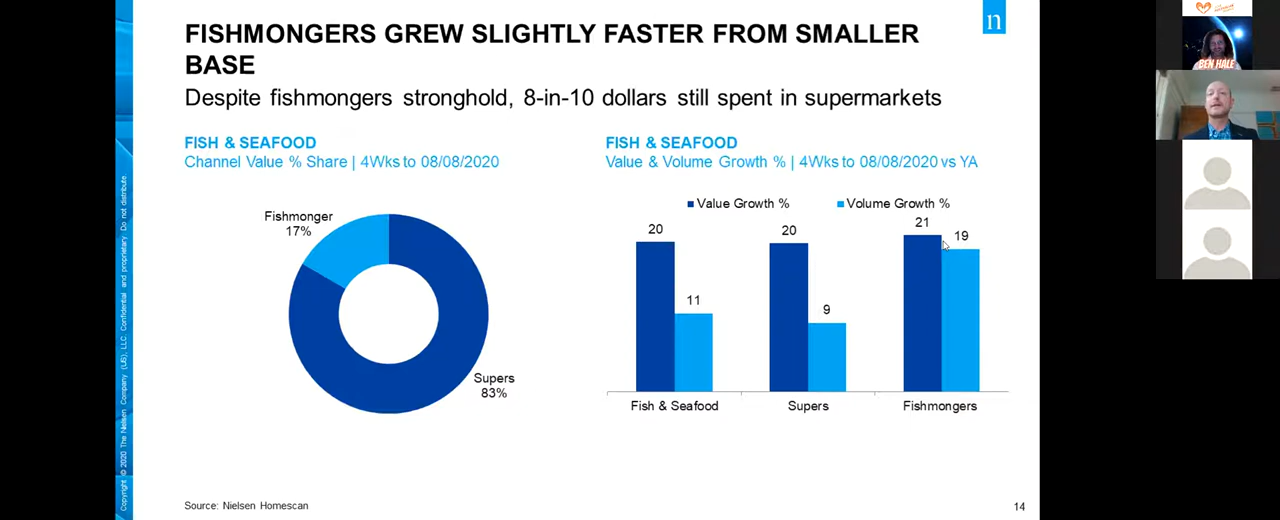 FISHMONGERS GREW SLIGHTLY FASTER FROM SMALLER
BASE
Despite fishmongers stronghold, 8-in-10 dollars still spent in supermarkets
n
FISH & SEAFOOD
Channel Value % Share | 4Wks to 08/08/2020
Fishmonger
17%
Supers
83%
FISH & SEAFOOD
Value & Volume Growth % | 4Wks to 08/08/2020 vs YA
Value Growth %
Volume Growth %
20
11
20
9
21
19
Fish & Seafood
Supers
Fishmongers
Source: Nielsen Homescan
14
Copyright © 2020 The Nielsen Company (US), LLC. Confidential and proprietary. Do not distribute.
BEN HALE